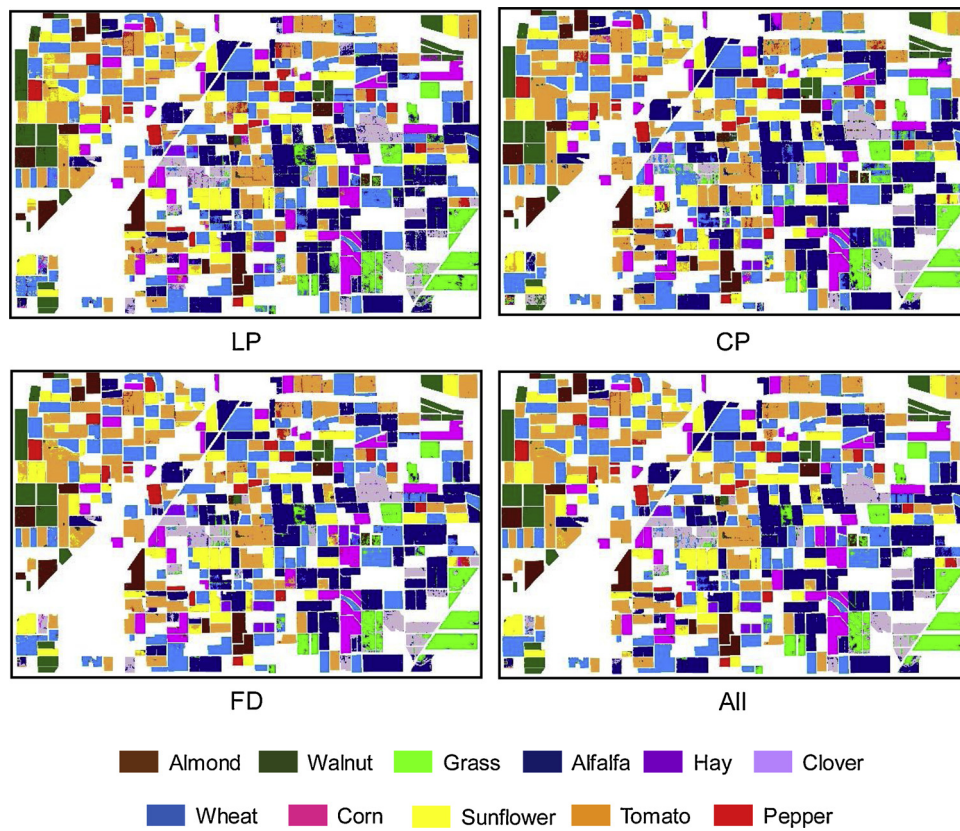 LP CP
FD All
Almond Walnut Grass Alfalfa Hay Clover
Wheat Corn Sunflower Tomato Pepper